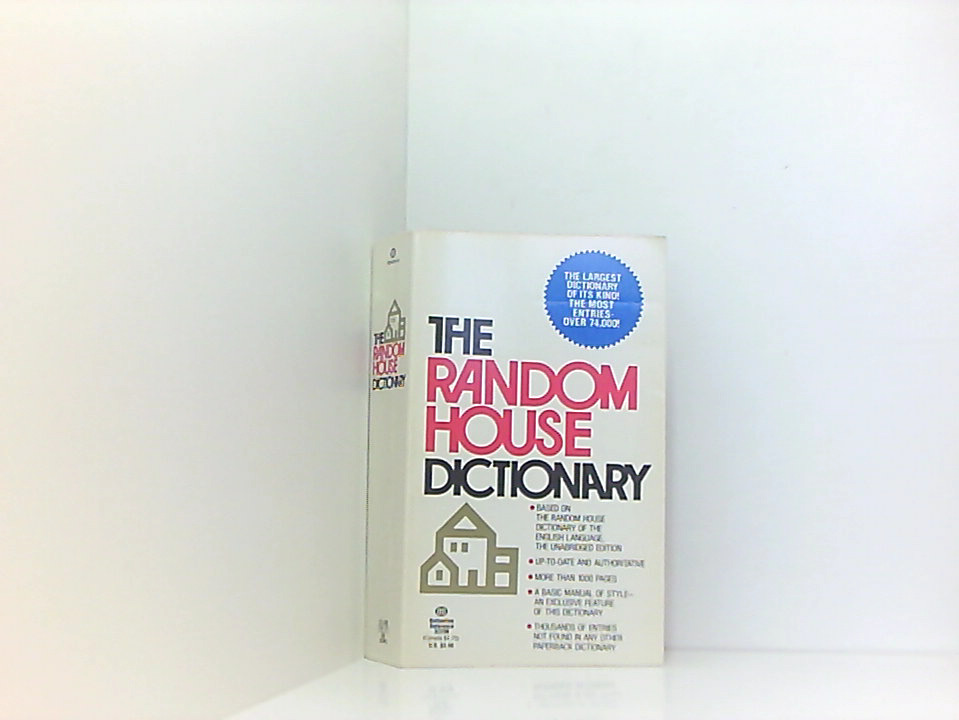 THE
RANDOM
HOUSE
DICTIONARY
THE LARGEST
DICTIONARY
OF ITS KIND!
THE MOST
ENTRIES-
OVER 74,000!
THE
RANDOM
HOUSE
DICTIONARY
• BASED ON
THE RANDOM HOUSE
DICTIONARY OF THE
ENGLISH LANGUAGE,
THE UNABRIDGED EDITION
• UP-TO-DATE AND AUTHORITATIVE
• MORE THAN 1000 PAGES
• A BASIC MANUAL OF STYLE—
AN EXCLUSIVE FEATURE
OF THIS DICTIONARY
• THOUSANDS OF ENTRIES
NOT FOUND IN ANY OTHER
PAPERBACK DICTIONARY
Ballantine
Reference